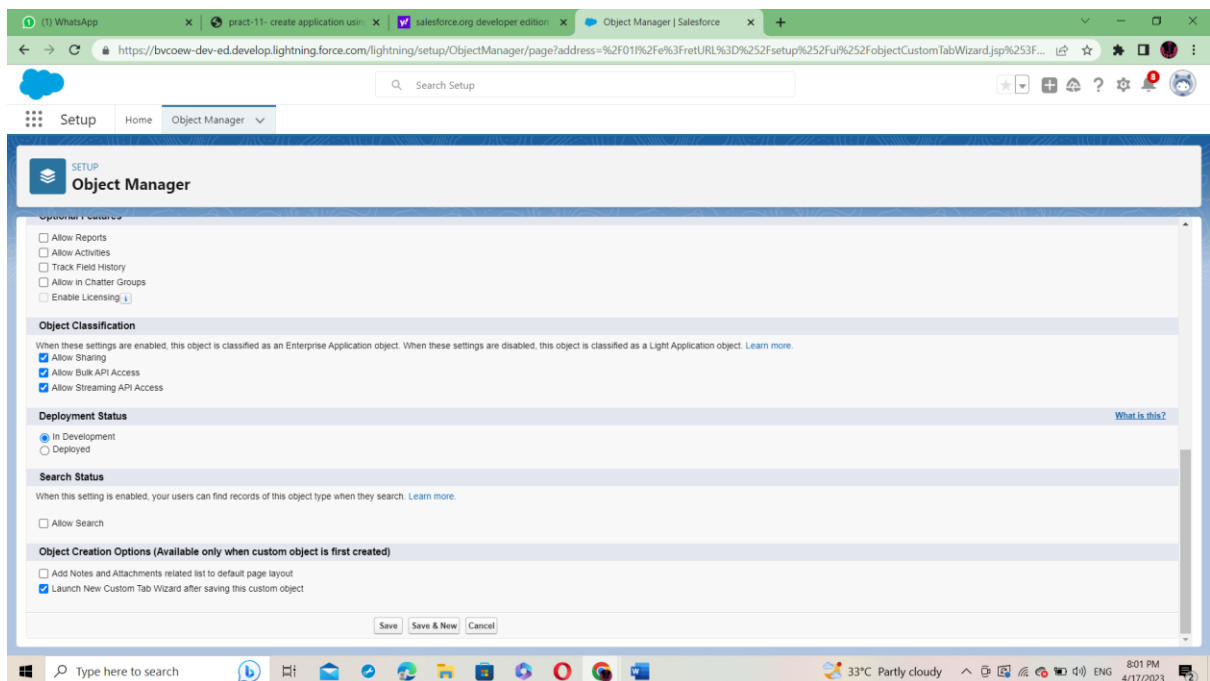 (1) WhatsApp
pract-11- create application usin
salesforce.org developer edition
Object Manager | Salesforce
https://bvcoew-dev-ed.develop.lightning.force.com/lightning/setup/ObjectManager/page?address=%2F01I%2Fe%3FretURL%3D%252Fsetup%252Fui%252FobjectCustomTabWizard.jsp%253F...
Search Setup
8
Setup Home Object Manager
SETUP
Object Manager
Optional Features
Allow Reports
Allow Activities
Track Field History
Allow in Chatter Groups
Enable Licensing i
Object Classification
When these settings are enabled, this object is classified as an Enterprise Application object. When these settings are disabled, this object is classified as a Light Application object. Learn more.
Allow Sharing
Allow Bulk API Access
Allow Streaming API Access
Deployment Status What is this?
In Development
Deployed
Search Status
When this setting is enabled, your users can find records of this object type when they search. Learn more.
Allow Search
Object Creation Options (Available only when custom object is first created)
Add Notes and Attachments related list to default page layout
Launch New Custom Tab Wizard after saving this custom object
Save Save & New Cancel
Type here to search
33°C Partly cloudy
ENG
8:01 PM
4/17/2023
2